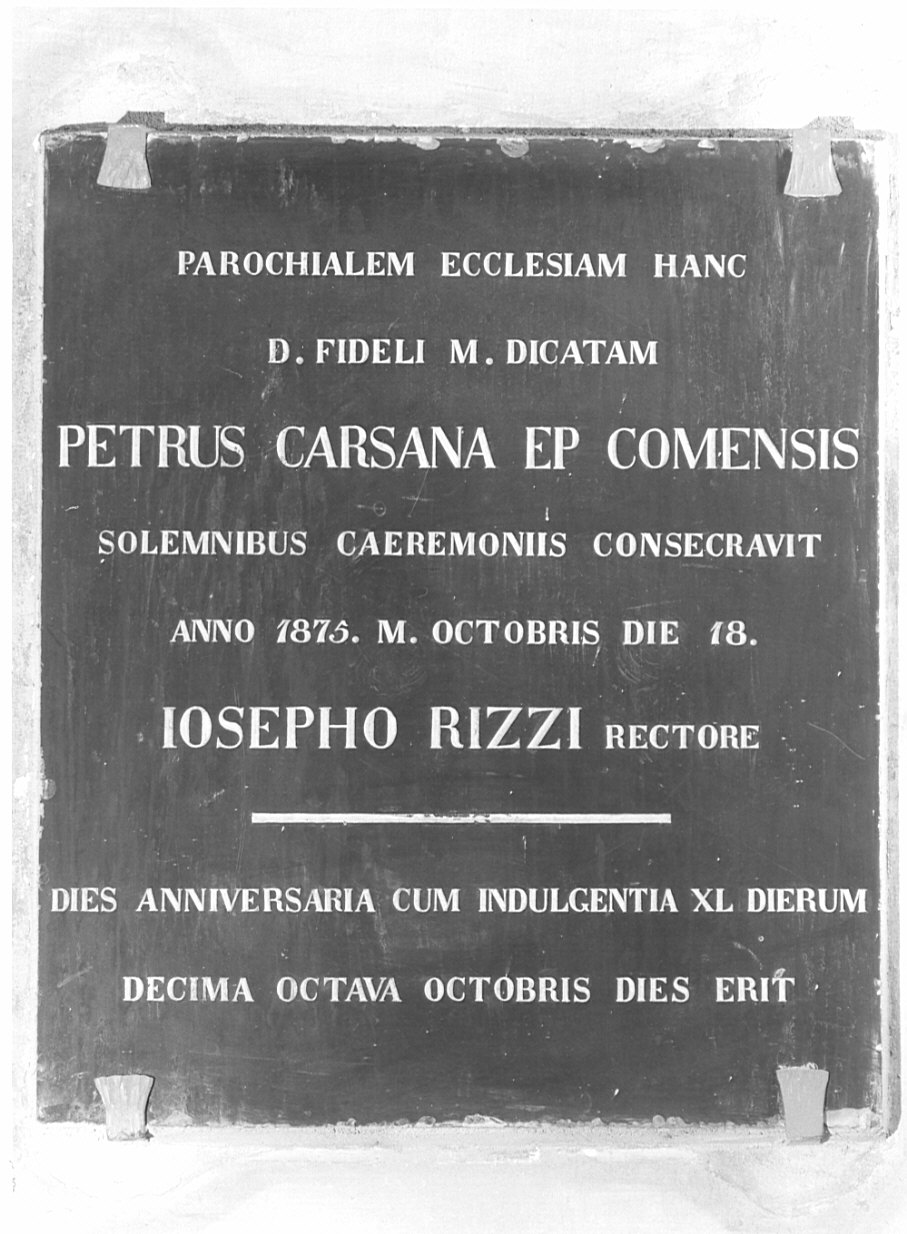 PAROCHIALEM ECCLESIAM HANC
D. FIDELI M. DICATAM
PETRUS CARSANA EP COMENSIS
SOLEMNIBUS CAEREMONIIS CONSECRAVIT
ANNO 1875. M. OCTOBRIS DIE 18.
IOSEPHO RIZZI RECTORE
DIES ANNIVERSARIA CUM INDULGENTIA XL DIERUM
DECIMA OCTAVA OCTOBRIS DIES ERIT